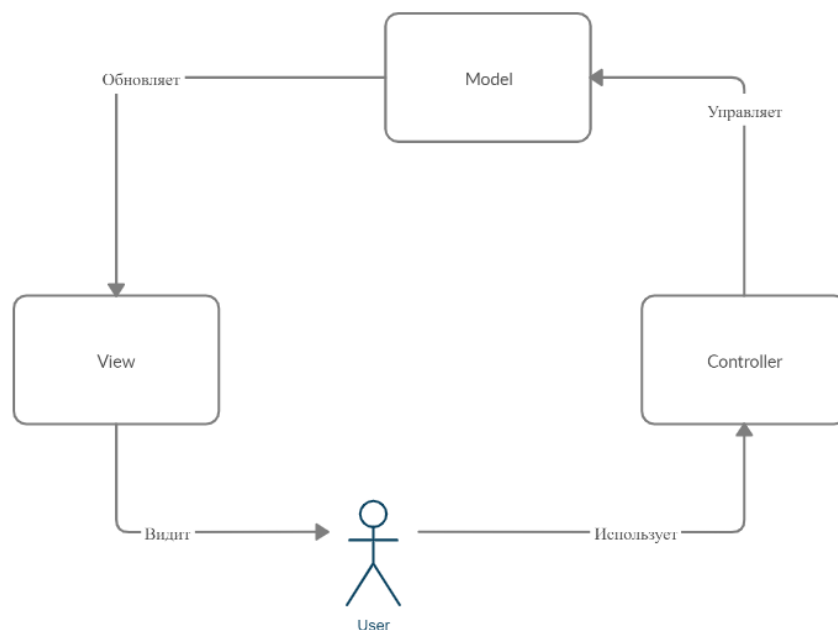 Model
Обновляет
Управляет
View
Controller
Видит
Использует
User